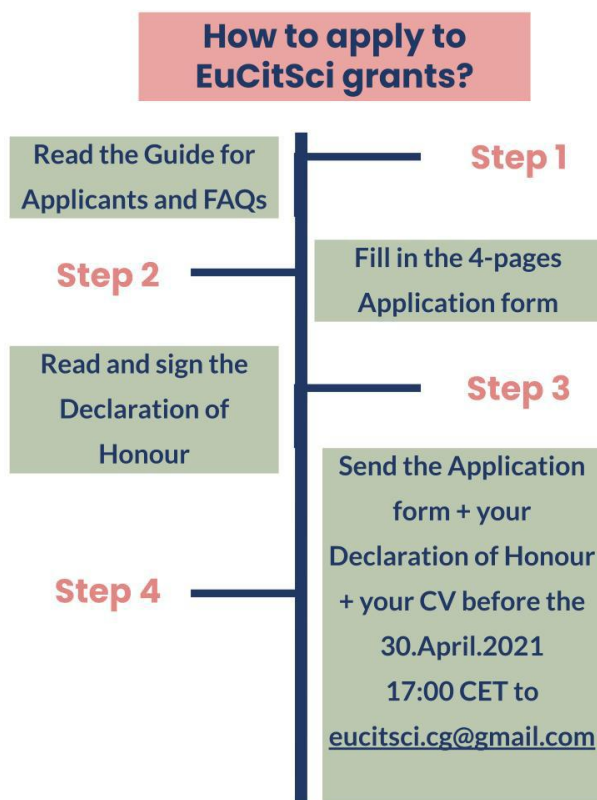 How to apply to
EuCitSci grants?
Step 1
Read the Guide for
Applicants and FAQs
Step 2
Fill in the 4-pages
Application form
Step 3
Read and sign the
Declaration of
Honour
Step 4
Send the Application
form + your
Declaration of Honour
+ your CV before the
30.April.2021
17:00 CET to
eucitsci.cg@gmail.com